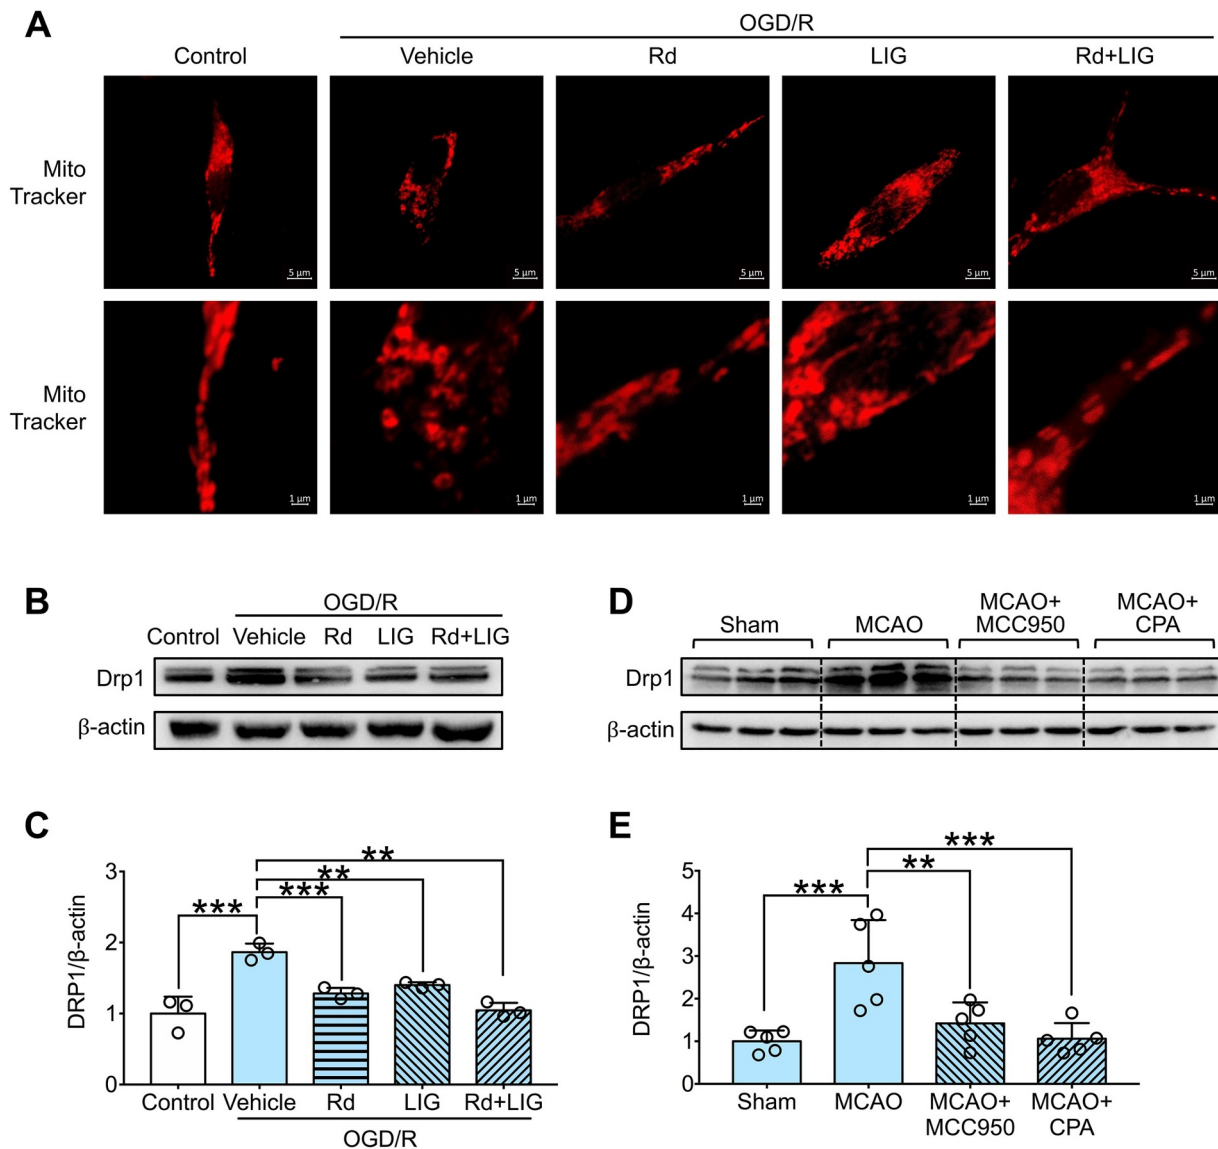 A
OGD/R
Control Vehicle Rd LIG Rd+LIG
Mito
Tracker
5 µm 5 µm 5 µm 5 µm 5 µm
Mito
Tracker
1 µm 1 µm 1 µm 1 µm 1 µm
B
OGD/R
Control Vehicle Rd LIG Rd+LIG
Drp1
β-actin
D
Sham MCAO MCAO+ MCC950 MCAO+ CPA
Drp1
β-actin
C
DRP1/β-actin
3
2
1
0
*** *** ** **
Control Vehicle Rd LIG Rd+LIG
OGD/R
E
DRP1/β-actin
5
4
3
2
1
0
*** ** ***
Sham MCAO MCAO+ MCAO+
MCC950 CPA